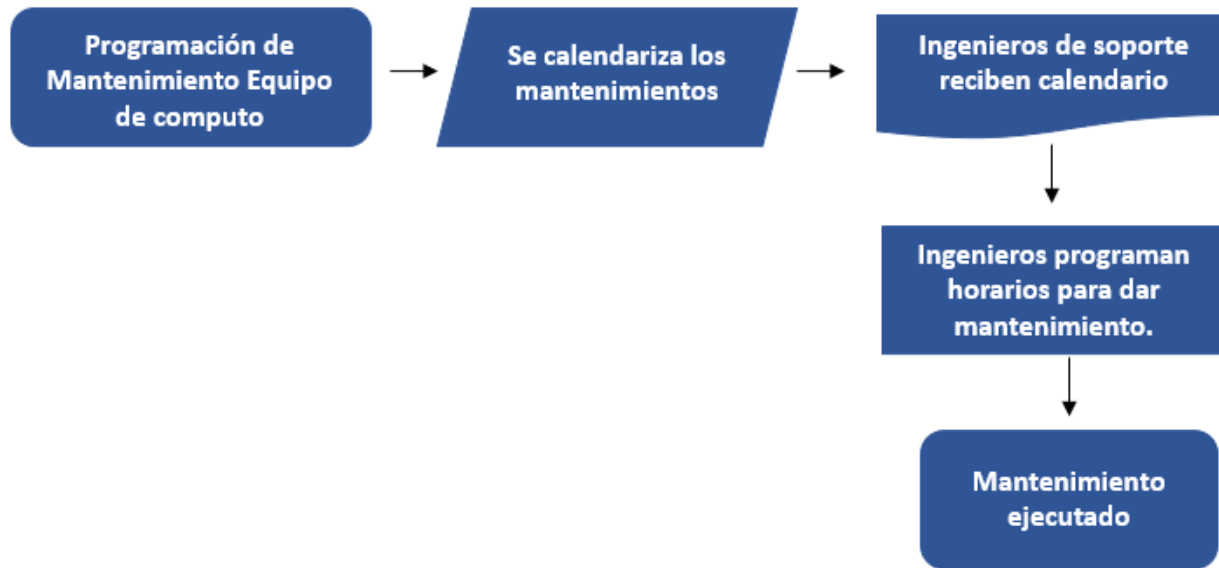 Programación de
Mantenimiento Equipo
de computo
Se calendariza los
mantenimientos
Ingenieros de soporte
reciben calendario
Ingenieros programan
horarios para dar
mantenimiento.
Mantenimiento
ejecutado